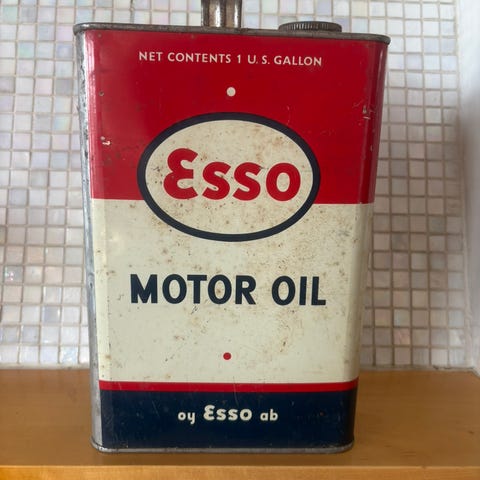 NET CONTENTS 1 U.S. GALLON
Esso
MOTOR OIL
oy Esso ab